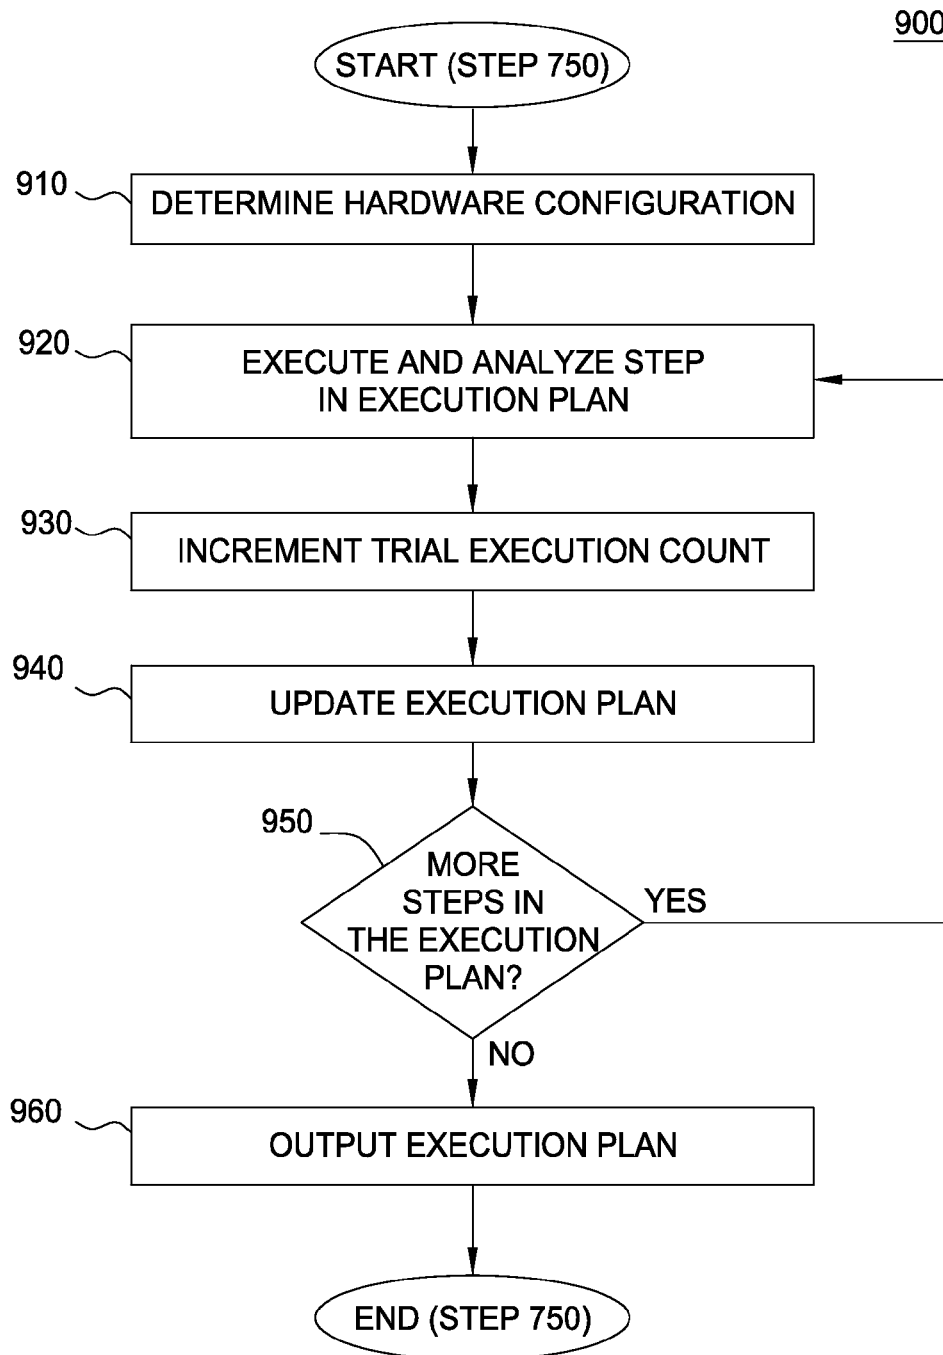 900
START (STEP 750)
910
DETERMINE HARDWARE CONFIGURATION
920
EXECUTE AND ANALYZE STEP
IN EXECUTION PLAN
930
INCREMENT TRIAL EXECUTION COUNT
940
UPDATE EXECUTION PLAN
950
MORE
STEPS IN
THE EXECUTION
PLAN?
YES
NO
960
OUTPUT EXECUTION PLAN
END (STEP 750)